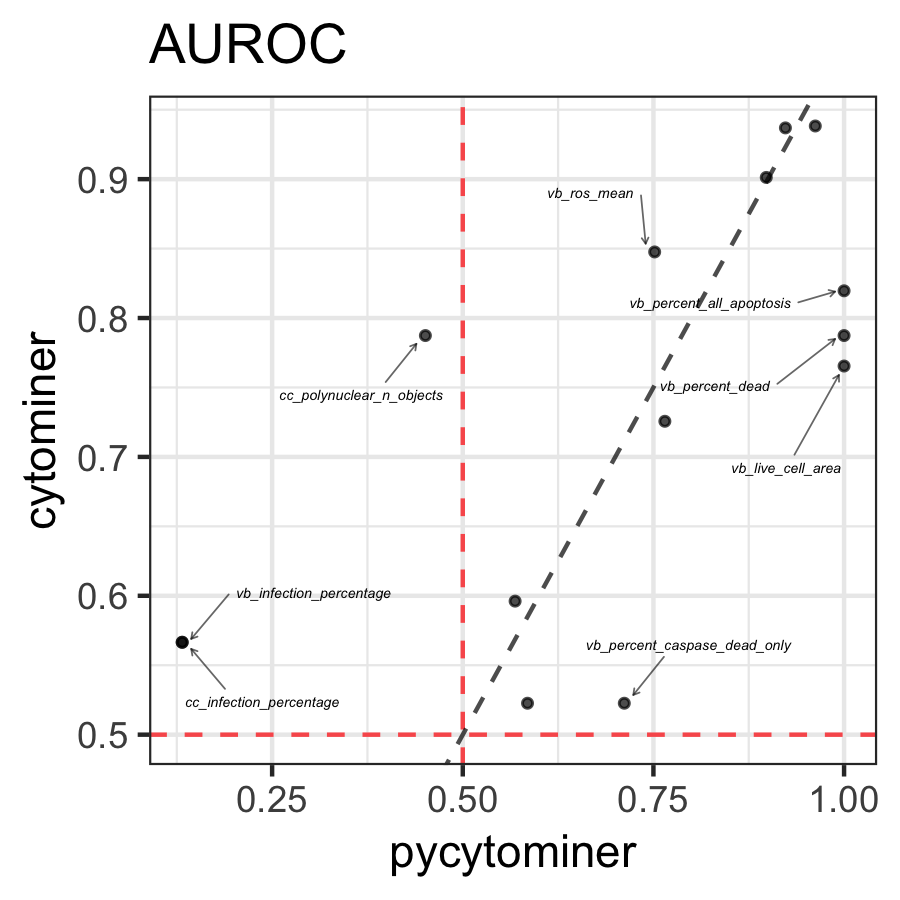 AUROC
0.9
vb_ros_mean
0.8
vb_percent_all_apoptosis
cc_polynuclear_n_objects
vb_percent_dead
0.7
vb_live_cell_area
cytominer
0.6
vb_infection_percentage
vb_percent_caspase_dead_only
cc_infection_percentage
0.5
0.25 0.50 0.75 1.00
pycytominer